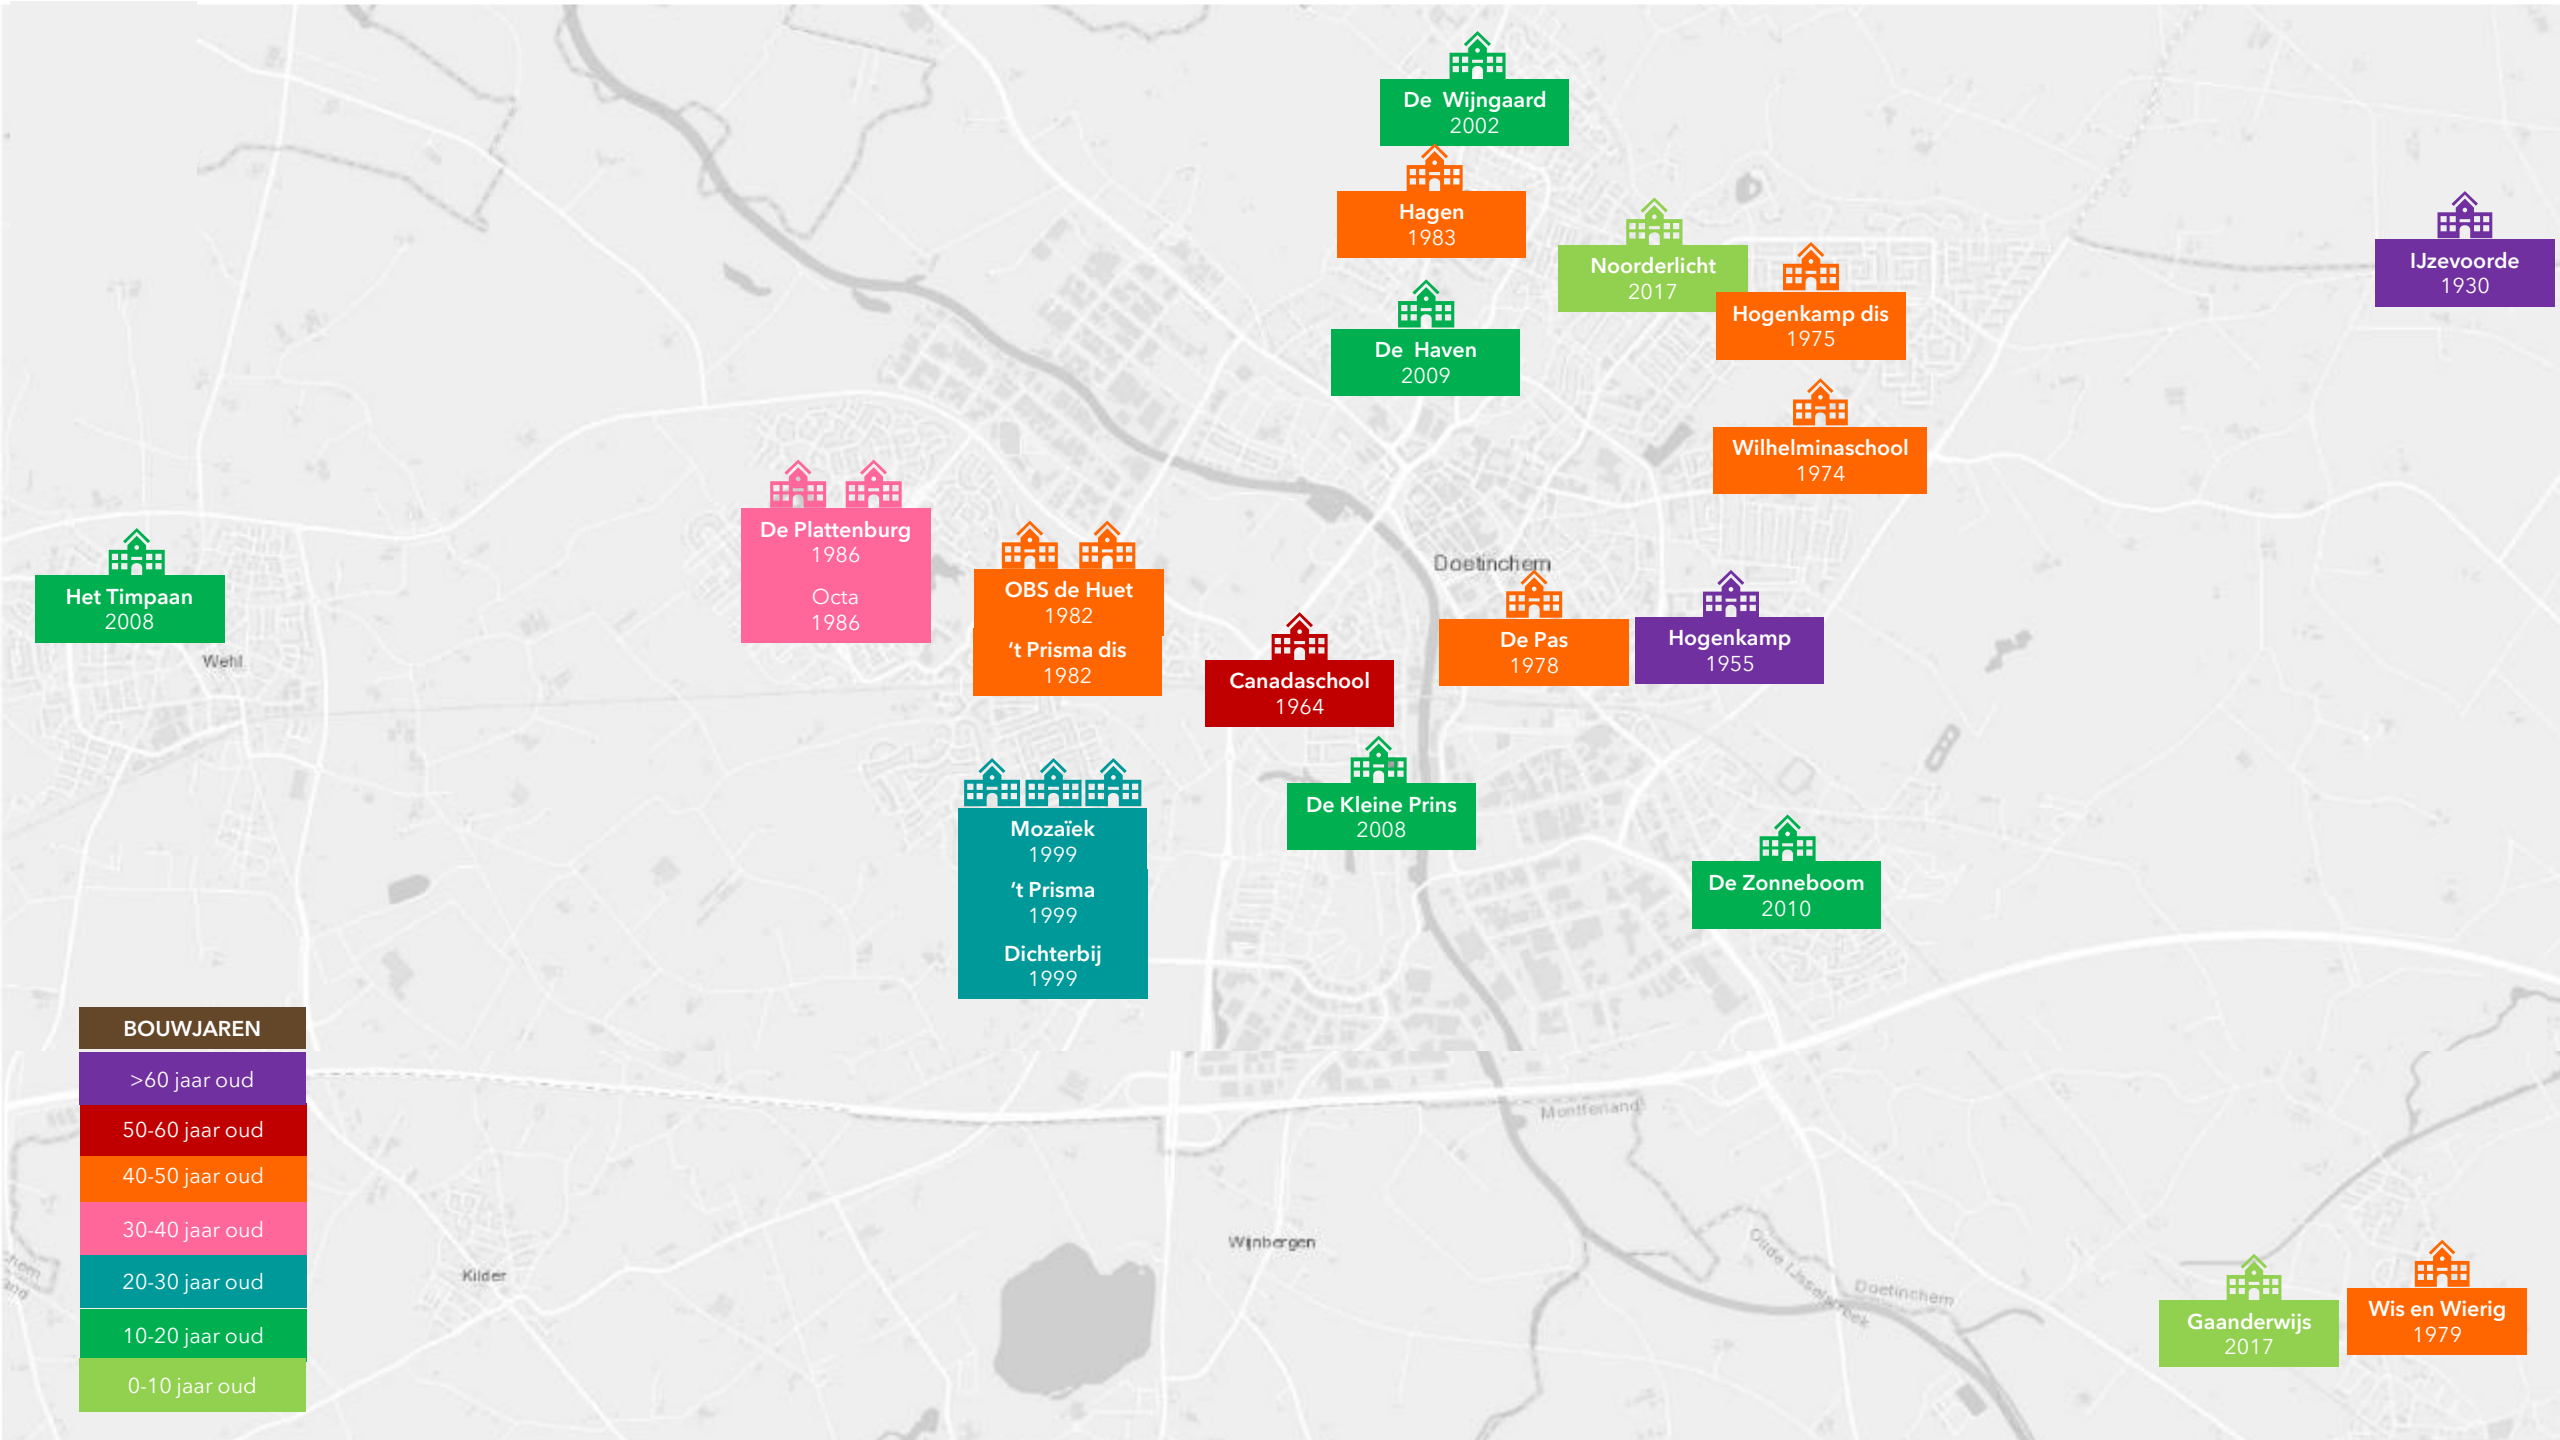 De Wijngaard
2002
Hagen
1983
Noorderlicht
2017
Hogenkamp dis
1975
IJzevoorde
1930
De Haven
2009
Wilhelminaschool
1974
De Plattenburg
1986
Octa
1986
OBS de Huet
1982
‘t Prisma dis
1982
Doetinchem
Het Timpaan
2008
Wehl
De Pas
1978
Hogenkamp
1955
Canadaschool
1964
De Kleine Prins
2008
Mozaïek
1999
‘t Prisma
1999
Dichterbij
1999
De Zonneboom
2010
BOUWJAREN
>60 jaar oud
50-60 jaar oud
40-50 jaar oud
30-40 jaar oud
20-30 jaar oud
10-20 jaar oud
0-10 jaar oud
Montferland
Wijnbergen
Kilder
Oude IJsselstreek
Doetinchem
Gaanderwijs
2017
Wis en Wierig
1979